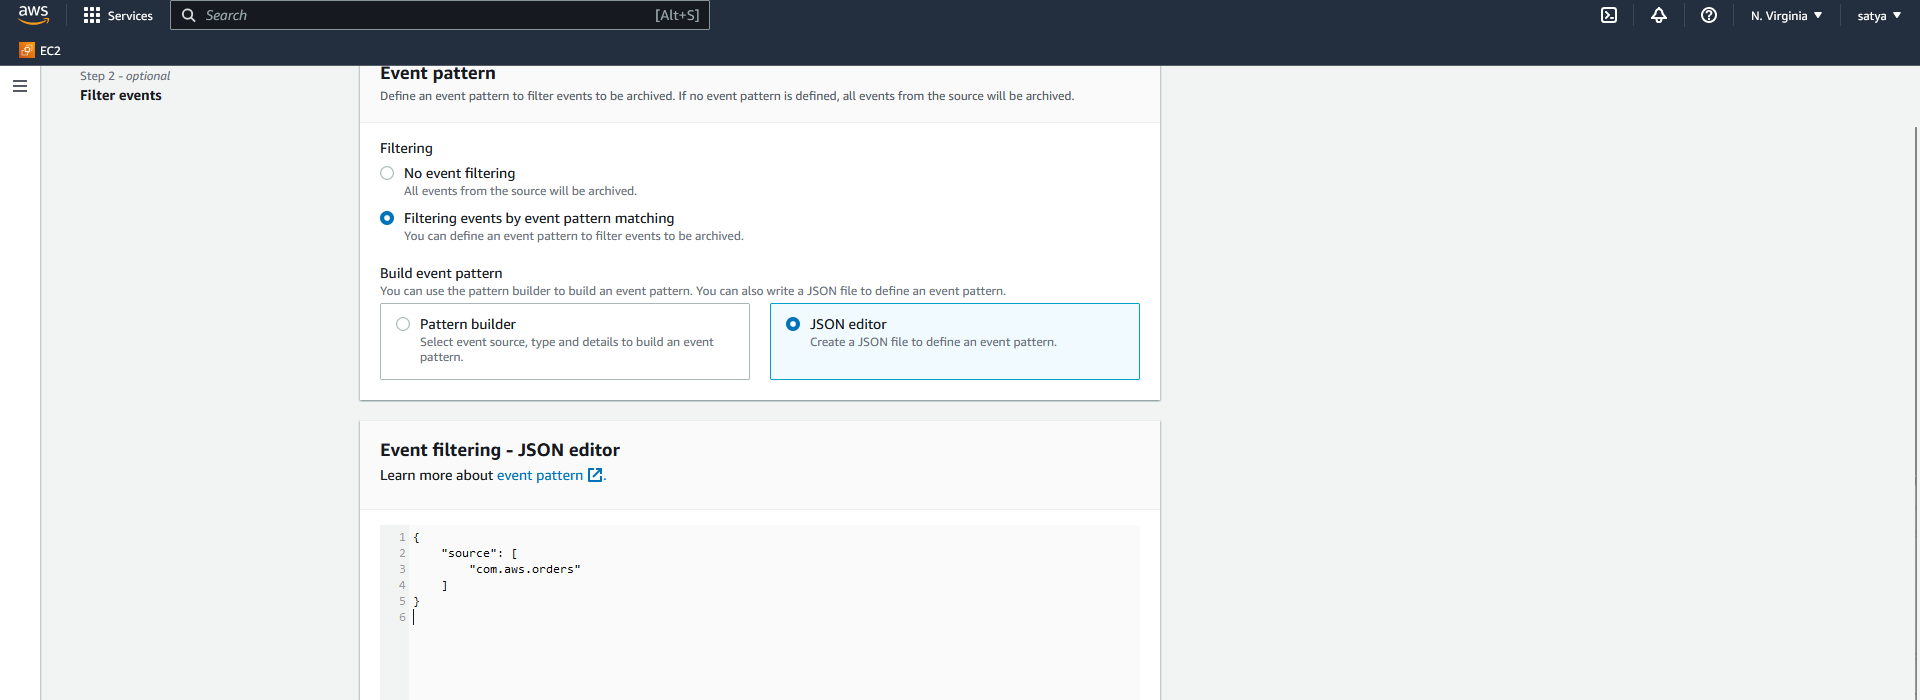 aws
Services
Search
[Alt+S]
N. Virginia
satya
EC2
Step 2 - optional
Filter events
Event pattern
Define an event pattern to filter events to be archived. If no event pattern is defined, all events from the source will be archived.
Filtering
No event filtering
All events from the source will be archived.
Filtering events by event pattern matching
You can define an event pattern to filter events to be archived.
Build event pattern
You can use the pattern builder to build an event pattern. You can also write a JSON file to define an event pattern.
Pattern builder
Select event source, type and details to build an event
pattern.
JSON editor
Create a JSON file to define an event pattern.
Event filtering - JSON editor
Learn more about event pattern.
1 {
2     "source": [
3         "com.aws.orders"
4     ]
5 }
6